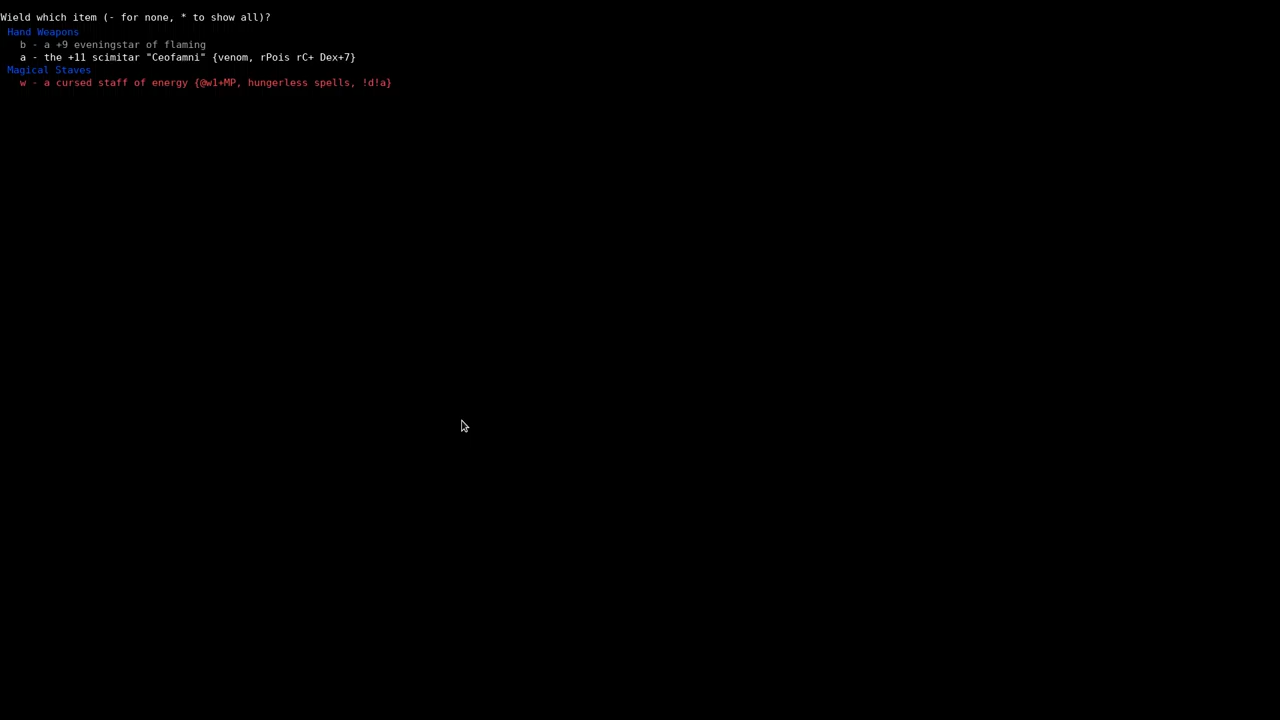 Wield which item (- for none, * to show all)?
Hand Weapons
b - a +9 eveningstar of flaming
a - the +11 scimitar "Ceofamni" {venom, rPois rC+ Dex+7}
Magical Staves
w - a cursed staff of energy {@w1+MP, hungerless spells, !d!a}